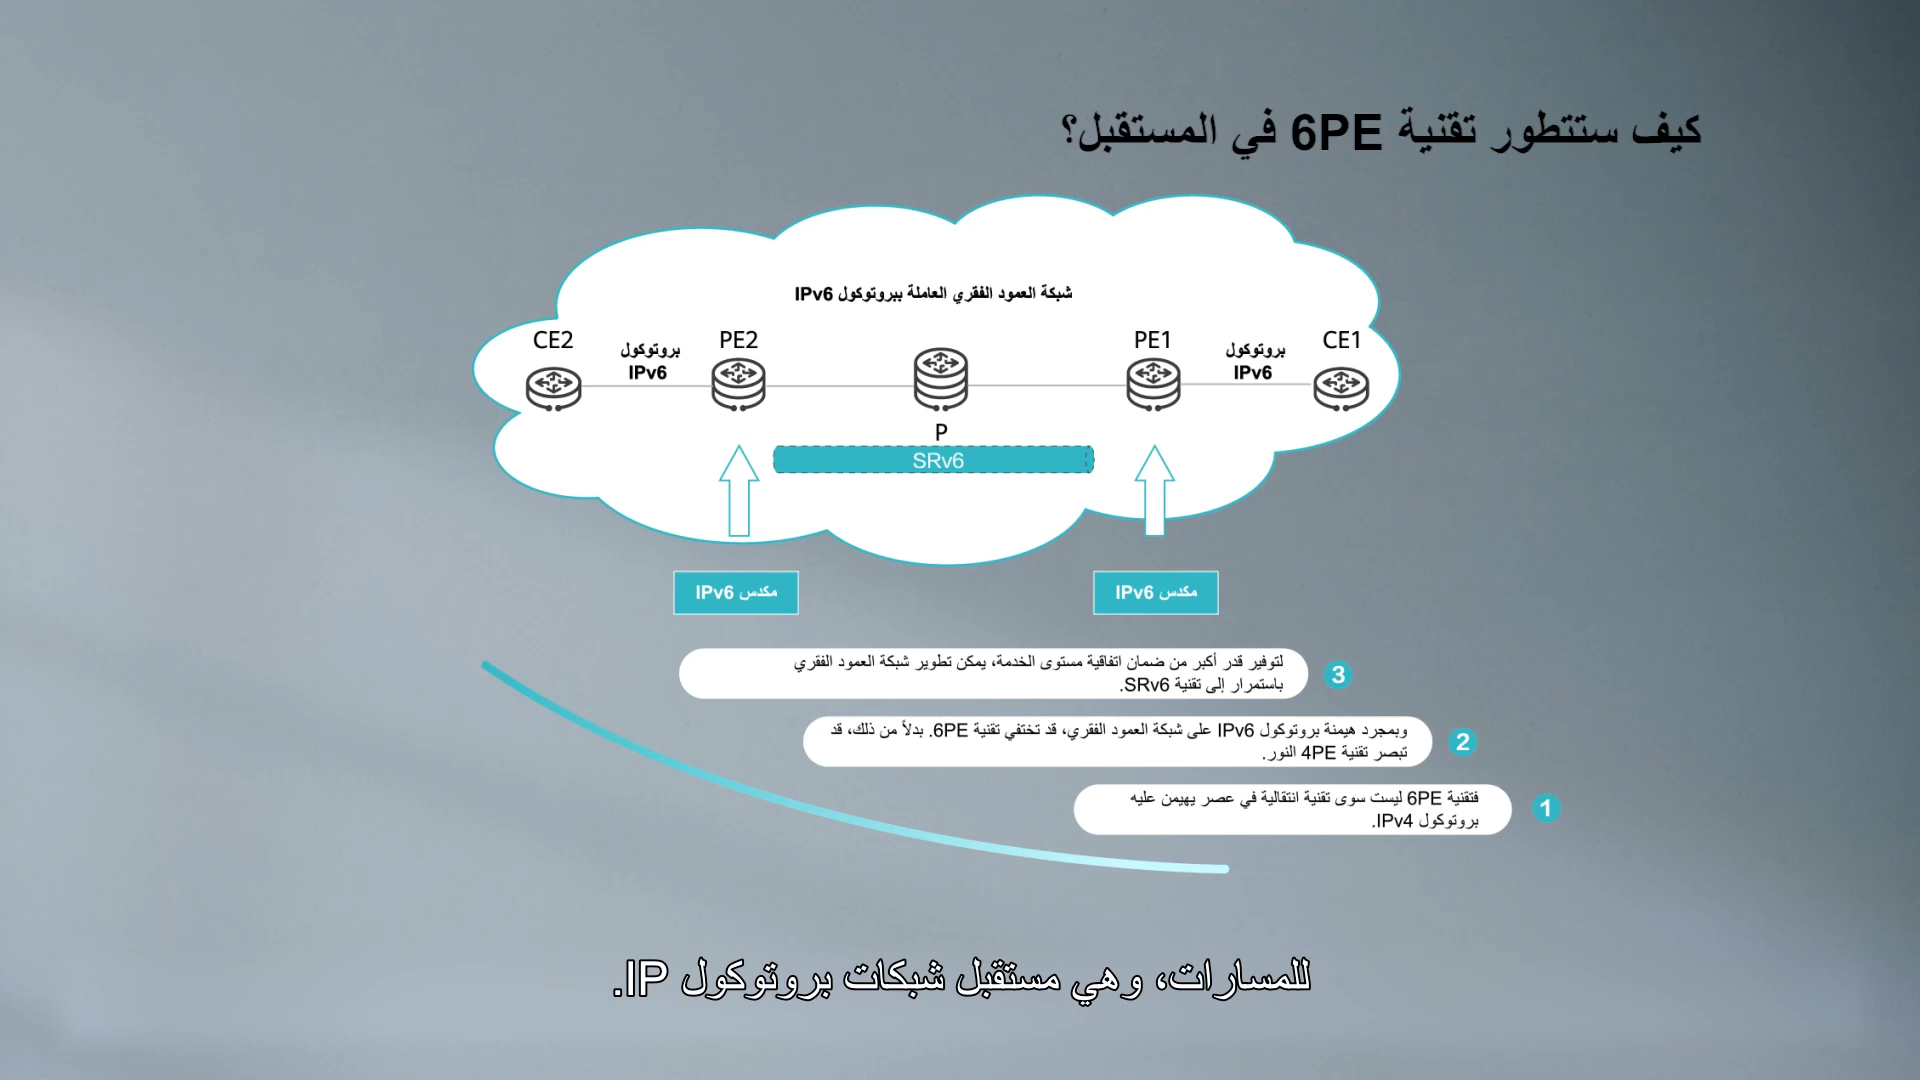 كيف ستتطور تقنية 6PE في المستقبل؟
شبكة العمود الفقري العاملة ببروتوكول IPv6
CE1
بروتوكول
IPv6
PE1
P
PE2
بروتوكول
IPv6
CE2
SRv6
مكدس IPv6
مكدس IPv6
3
لتوفير قدر أكبر من ضمان اتفاقية مستوى الخدمة، يمكن تطوير شبكة العمود الفقري
باستمرار إلى تقنية SRv6.
2
وبمجرد هيمنة بروتوكول IPv6 على شبكة العمود الفقري، قد تختفي تقنية 6PE. بدلاً من ذلك، قد
تبصر تقنية 4PE النور.
1
فتقنية 6PE ليست سوى تقنية انتقالية في عصر يهيمن عليه
بروتوكول IPv4.
للمسارات، وهي مستقبل شبكات بروتوكول IP.